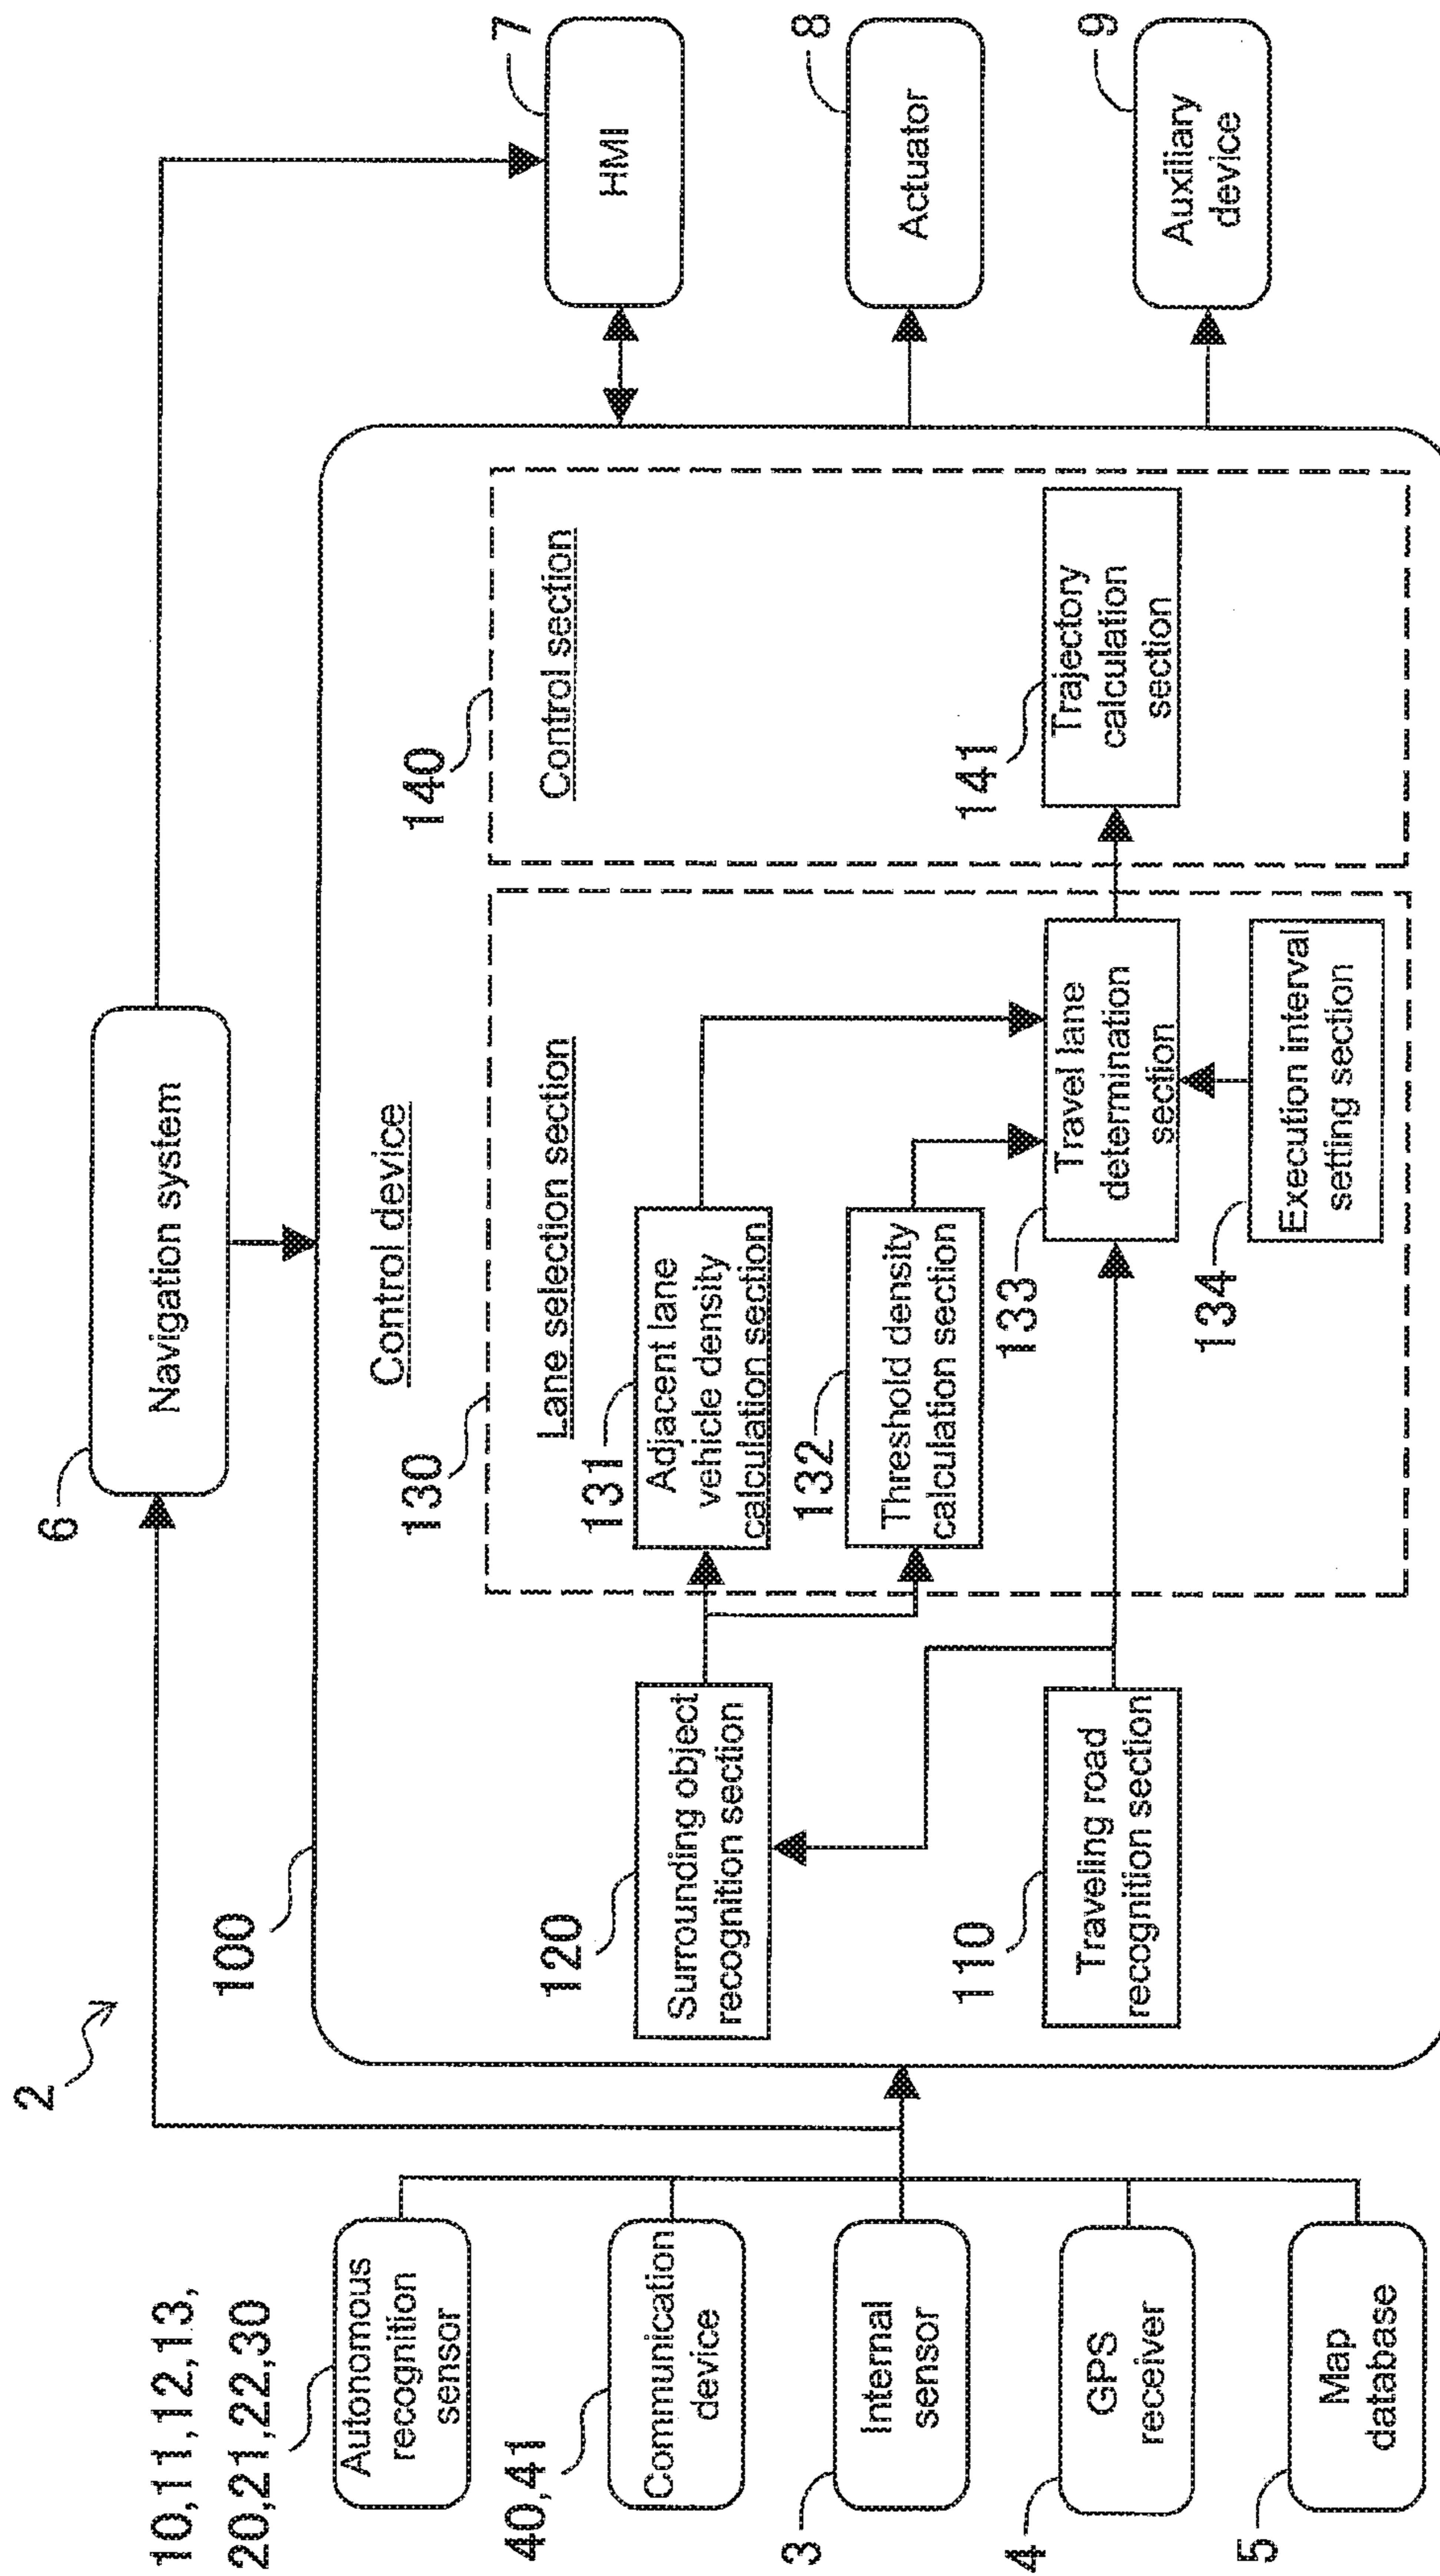 2
10,11,12,13,
20,21,22,30
Autonomous
recognition
sensor
40,41
Communication
device
3
Internal
sensor
4
GPS
receiver
5
Map
database
6
Navigation system
100
Control device
120
Surrounding object
recognition section
110
Traveling road
recognition section
130
Lane selection section
131
Adjacent lane
vehicle density
calculation section
132
Threshold density
calculation section
133
Travel lane
determination
section
134
Execution interval
setting section
140
Control section
141
Trajectory
calculation
section
7
HMI
8
Actuator
9
Auxiliary
device